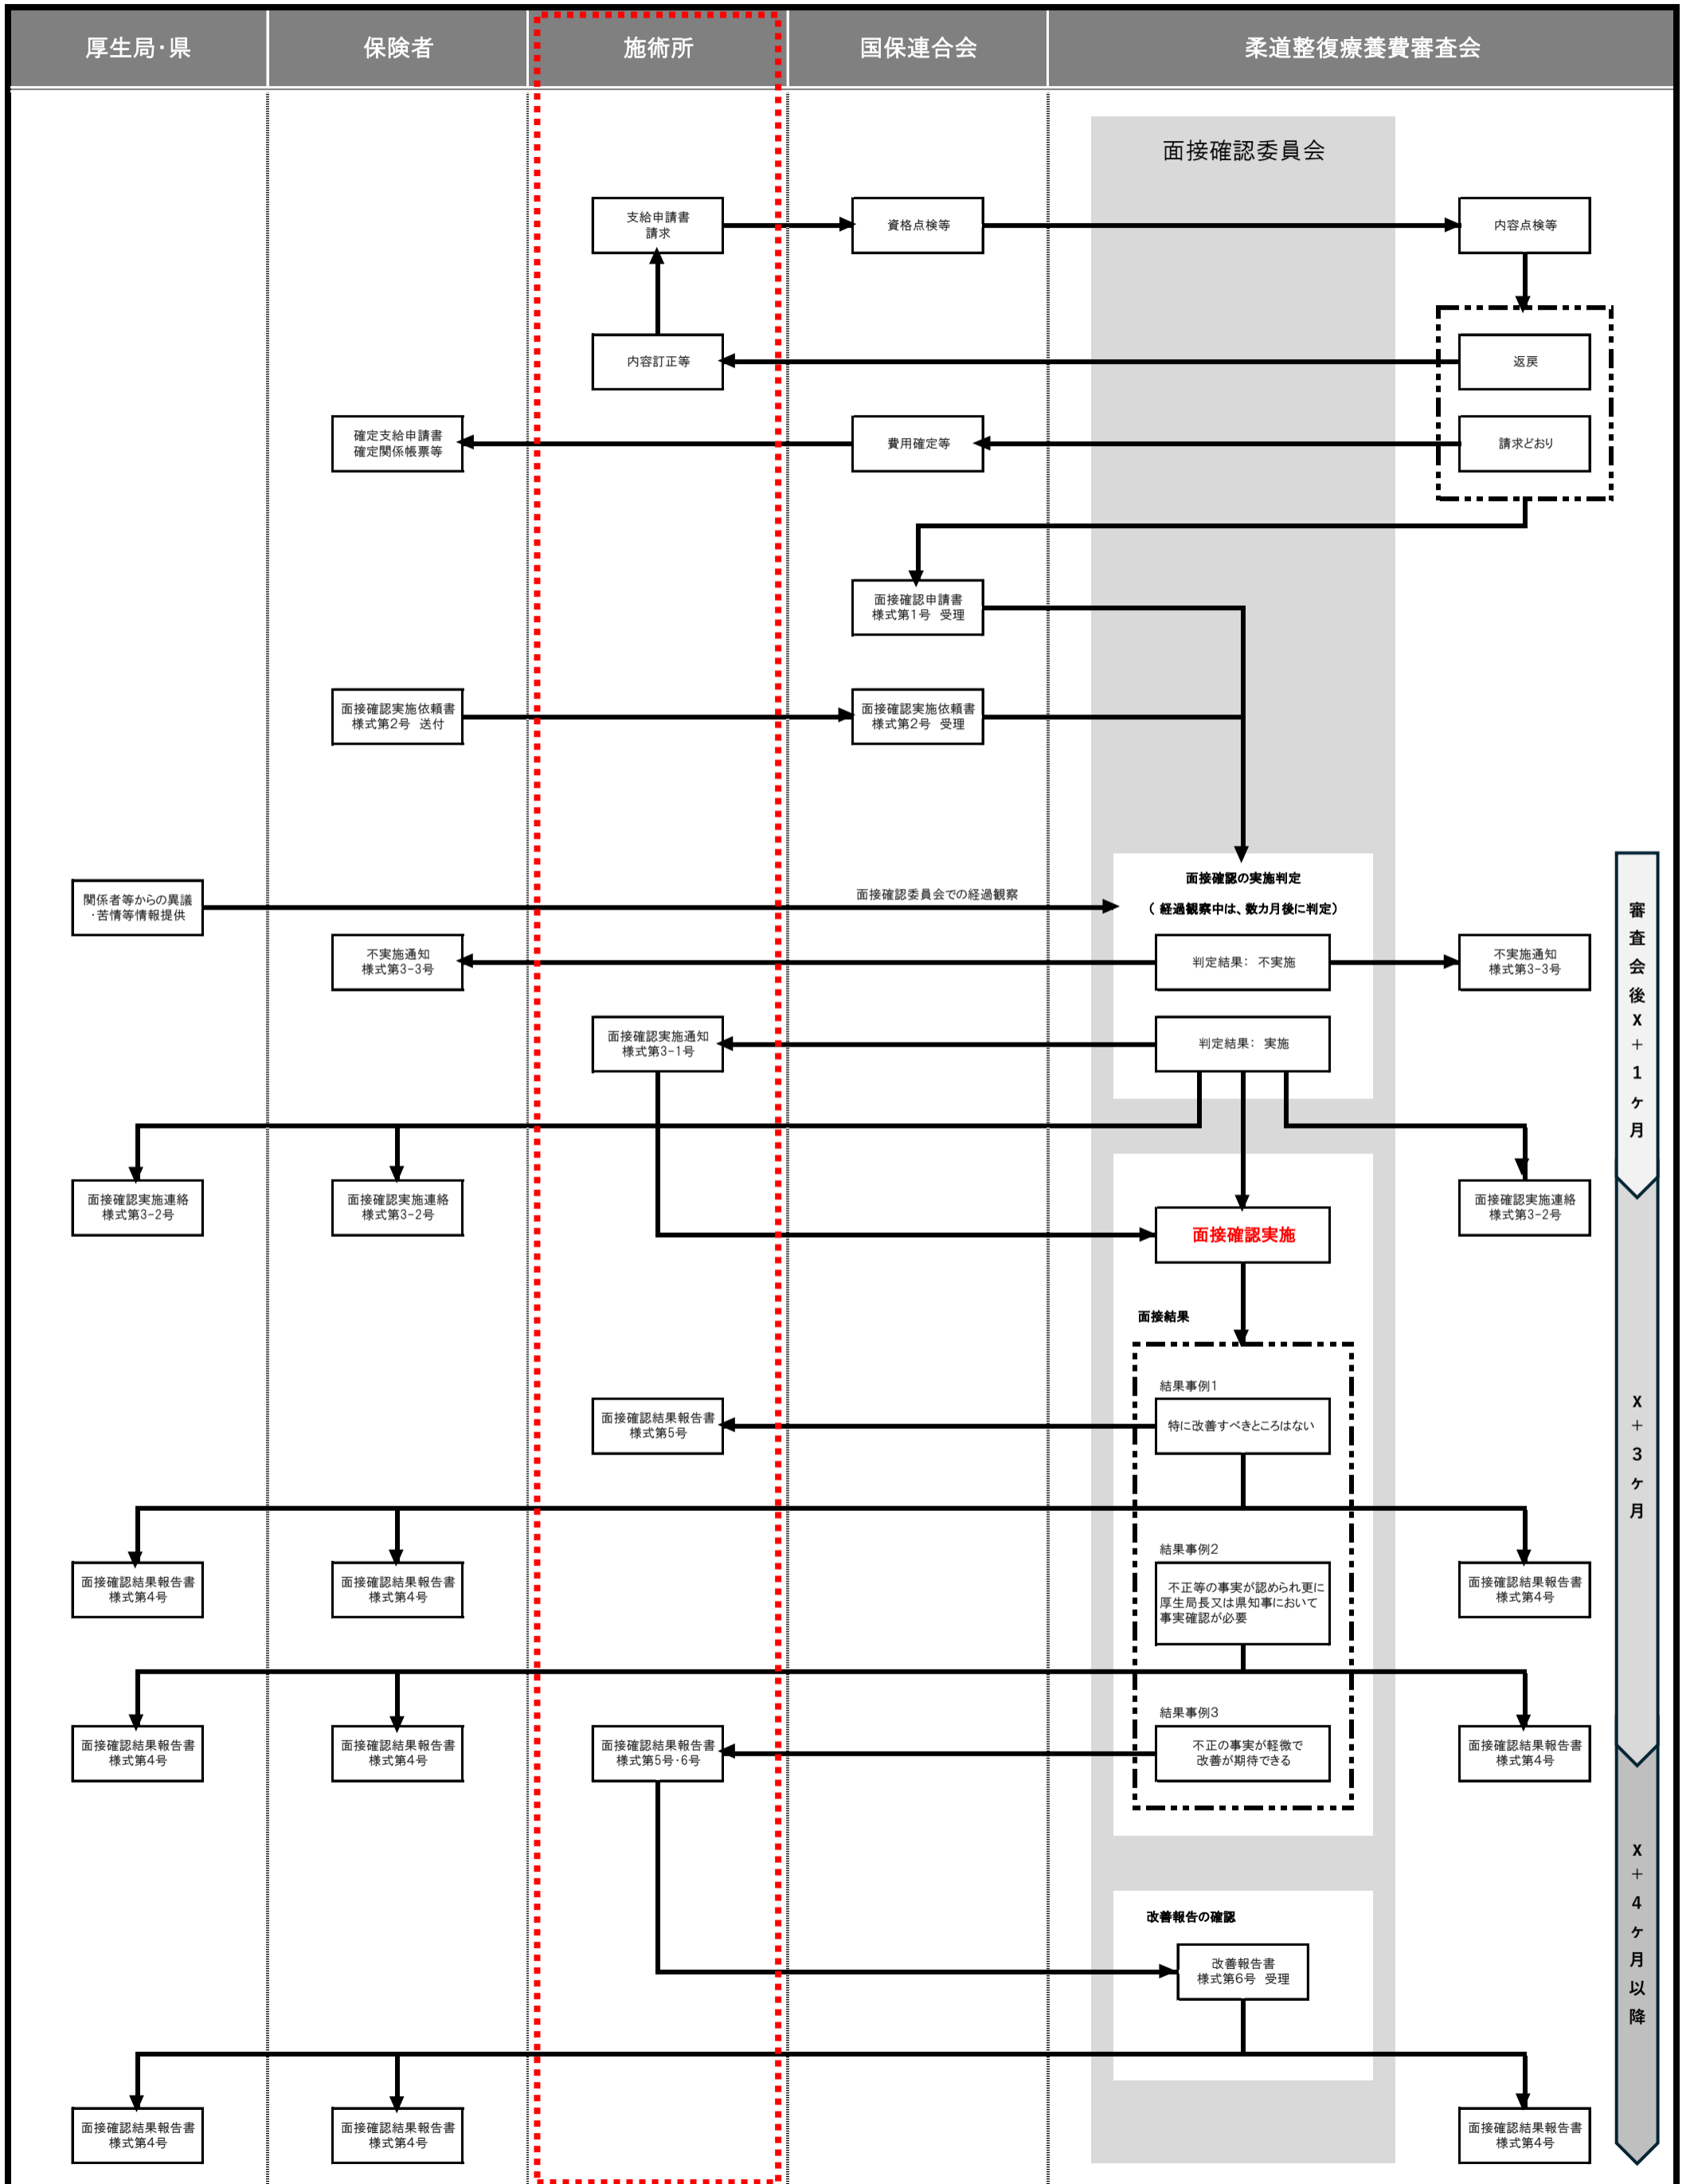 厚生局・県
保険者
施術所
国保連合会
柔道整復療養費審査会
面接確認委員会
支給申請書
請求
資格点検等
内容点検等
内容訂正等
返戻
確定支給申請書
確定関係帳票等
費用確定等
請求どおり
面接確認申請書
様式第1号 受理
面接確認実施依頼書
様式第2号 送付
面接確認実施依頼書
様式第2号 受理
関係者等からの異議
・苦情等情報提供
面接確認委員会での経過観察
面接確認の実施判定
（ 経過観察中は、数カ月後に判定）
不実施通知
様式第3-3号
判定結果： 不実施
不実施通知
様式第3-3号
面接確認実施通知
様式第3-1号
判定結果： 実施
審査会後X+1ヶ月
面接確認実施連絡
様式第3-2号
面接確認実施連絡
様式第3-2号
面接確認実施連絡
様式第3-2号
面接確認実施
面接結果
結果事例1
面接確認結果報告書
様式第5号
特に改善すべきところはない
X+3ヶ月
面接確認結果報告書
様式第4号
面接確認結果報告書
様式第4号
結果事例2
不正等の事実が認められ更に
厚生局長又は県知事において
事実確認が必要
面接確認結果報告書
様式第4号
面接確認結果報告書
様式第4号
面接確認結果報告書
様式第4号
面接確認結果報告書
様式第5号・6号
結果事例3
不正の事実が軽微で
改善が期待できる
面接確認結果報告書
様式第4号
X+4ヶ月以降
改善報告の確認
改善報告書
様式第6号 受理
面接確認結果報告書
様式第4号
面接確認結果報告書
様式第4号
面接確認結果報告書
様式第4号